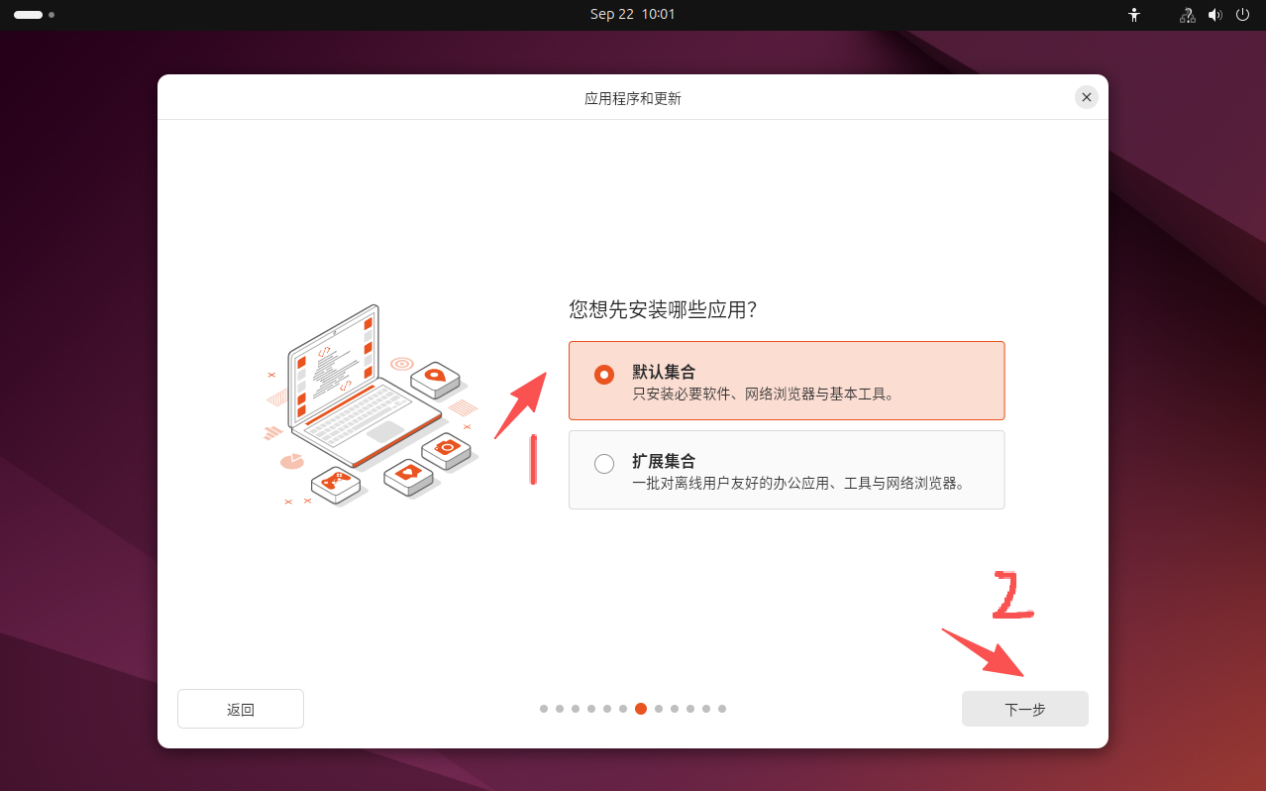 Sep 22 10:01
应用程序和更新
您想先安装哪些应用?
默认集合
只安装必要软件、网络浏览器与基本工具。
1
扩展集合
一批对离线用户友好的办公应用、工具与网络浏览器。
2
返回
下一步